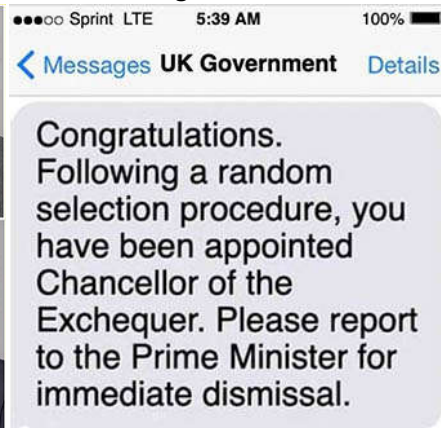 ●●●○○ Sprint LTE 5:39 AM 100%
Messages UK Government Details
Congratulations.
Following a random
selection procedure, you
have been appointed
Chancellor of the
Exchequer. Please report
to the Prime Minister for
immediate dismissal.